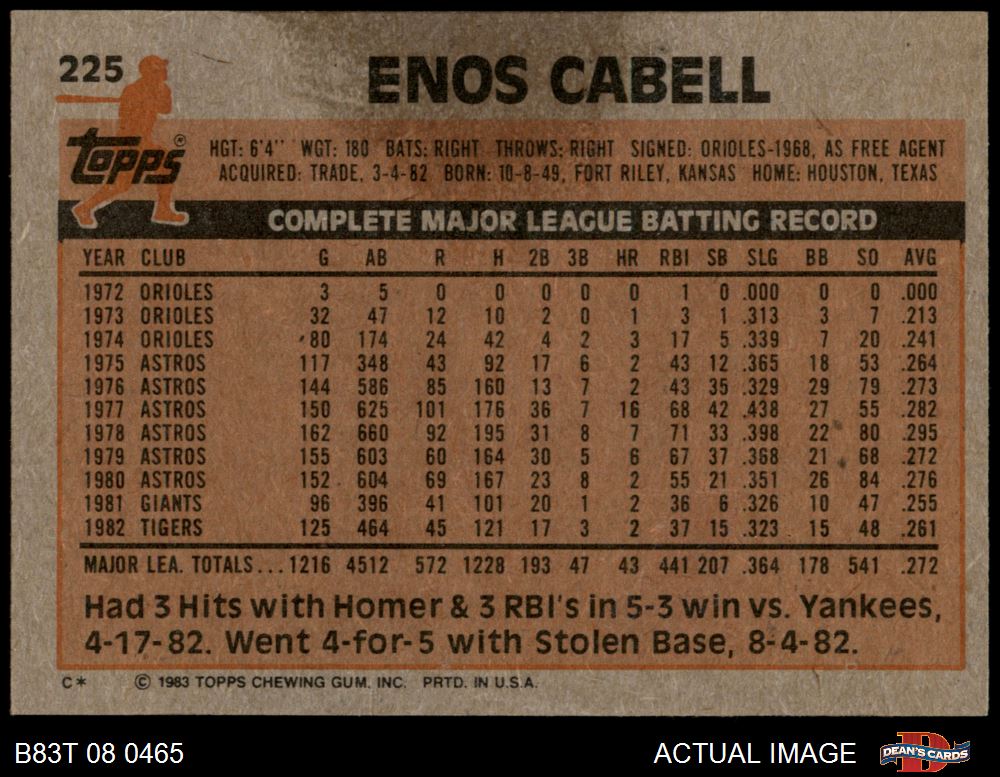 225
ENOS CABELL
Topps®
HGT: 6'4'' WGT: 180 BATS: RIGHT THROWS: RIGHT SIGNED: ORIOLES-1968, AS FREE AGENT
ACQUIRED: TRADE, 3-4-82 BORN: 10-8-49, FORT RILEY, KANSAS HOME: HOUSTON, TEXAS
COMPLETE MAJOR LEAGUE BATTING RECORD
YEAR CLUB G AB R H 2B 3B HR RBI SB SLG BB SO AVG
1972 ORIOLES 3 5 0 0 0 0 0 1 0 .000 0 0 .000
1973 ORIOLES 32 47 12 10 2 0 1 3 1 .313 3 7 .213
1974 ORIOLES 80 174 24 42 4 2 3 17 5 .339 7 20 .241
1975 ASTROS 117 348 43 92 17 6 2 43 12 .365 18 53 .264
1976 ASTROS 144 586 85 160 13 7 2 43 35 .329 29 79 .273
1977 ASTROS 150 625 101 176 36 7 16 68 42 .438 27 55 .282
1978 ASTROS 162 660 92 195 31 8 7 71 33 .398 22 80 .295
1979 ASTROS 155 603 60 164 30 5 6 67 37 .368 21 68 .272
1980 ASTROS 152 604 69 167 23 8 2 55 21 .351 26 84 .276
1981 GIANTS 96 396 41 101 20 1 2 36 6 .326 10 47 .255
1982 TIGERS 125 464 45 121 17 3 2 37 15 .323 15 48 .261
MAJOR LEA. TOTALS... 1216 4512 572 1228 193 47 43 441 207 .364 178 541 .272
Had 3 Hits with Homer & 3 RBI's in 5-3 win vs. Yankees,
4-17-82. Went 4-for-5 with Stolen Base, 8-4-82.
C* © 1983 TOPPS CHEWING GUM, INC. PRTD. IN U.S.A.
B83T 08 0465 ACTUAL IMAGE DEAN'S CARDS